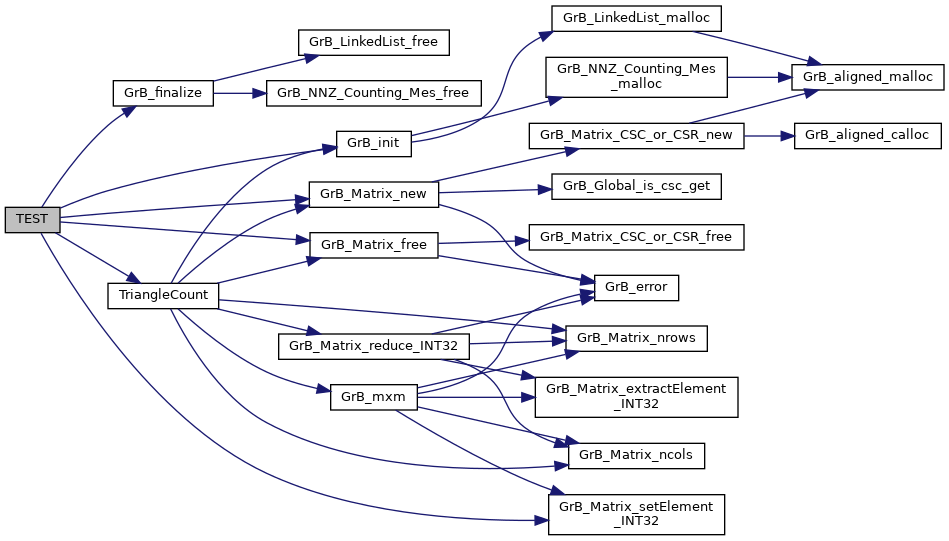 TEST
GrB_finalize
TriangleCount
GrB_LinkedList_free
GrB_NNZ_Counting_Mes_free
GrB_init
GrB_Matrix_new
GrB_Matrix_free
GrB_Matrix_reduce_INT32
GrB_mxm
GrB_LinkedList_malloc
GrB_NNZ_Counting_Mes
_malloc
GrB_Matrix_CSC_or_CSR_new
GrB_Global_is_csc_get
GrB_Matrix_CSC_or_CSR_free
GrB_error
GrB_Matrix_nrows
GrB_Matrix_extractElement
_INT32
GrB_Matrix_ncols
GrB_Matrix_setElement
_INT32
GrB_aligned_malloc
GrB_aligned_calloc